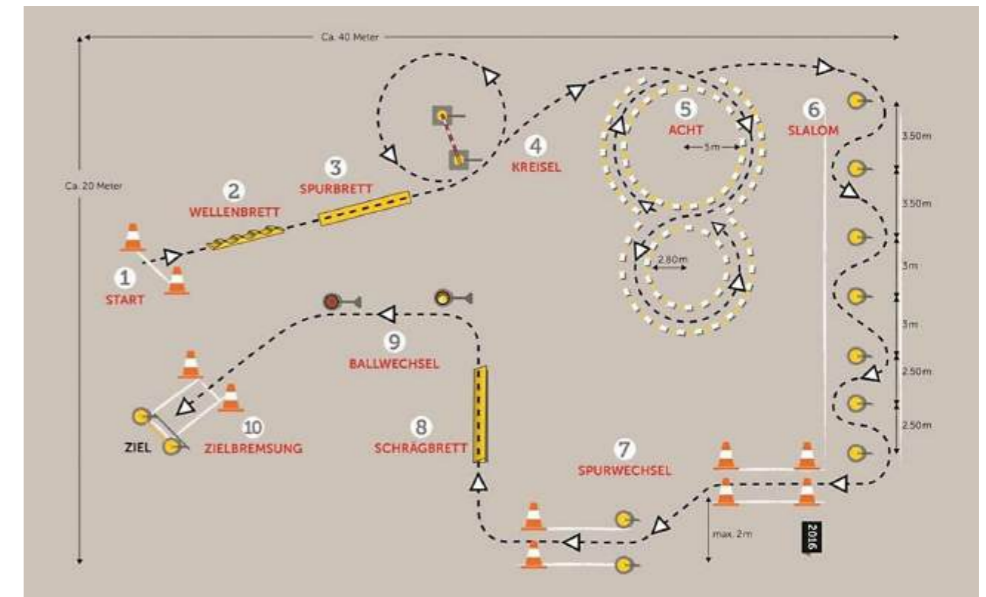 Ca. 40 Meter
Ca. 20 Meter
1
START
2
WELLENBRETT
3
SPURBRETT
4
KREISEL
5
ACHT
5m
2.80m
6
SLALOM
3.50m
3.50m
3m
3m
2.50m
2.50m
7
SPURWECHSEL
max. 2m
2016
8
SCHRÄGBRETT
9
BALLWECHSEL
10
ZIELBREMSUNG
ZIEL